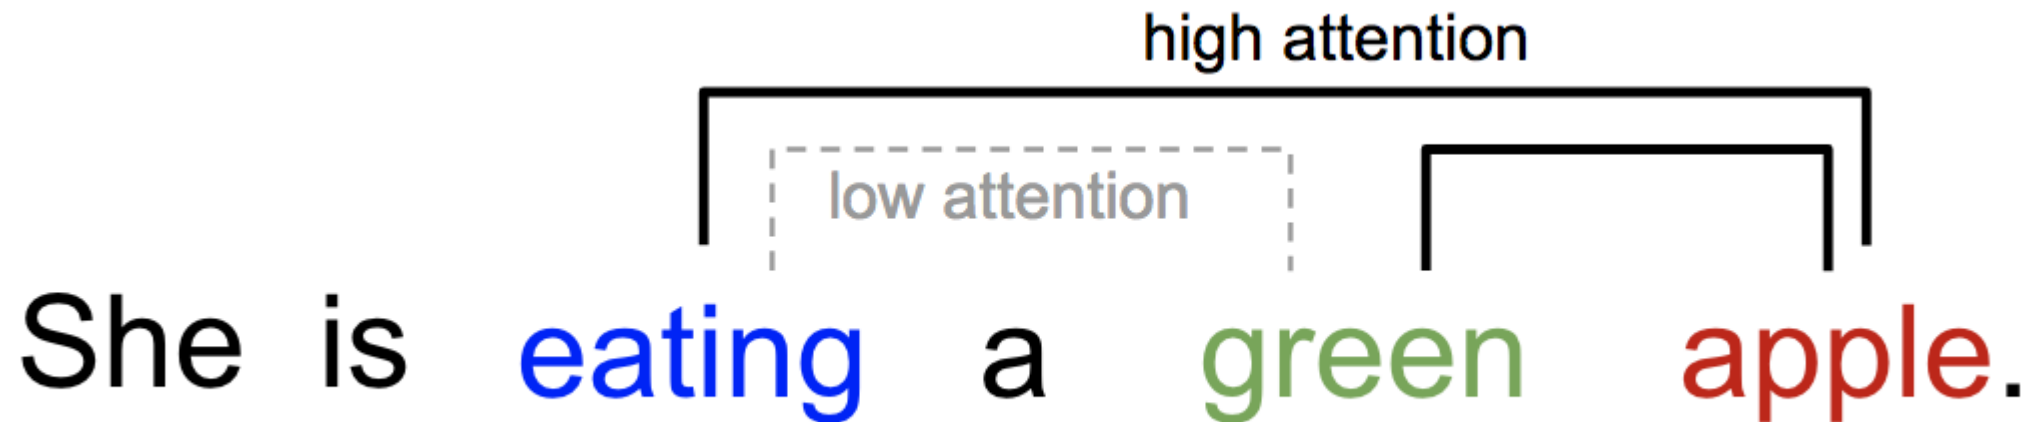 high attention
low attention
She is eating a green apple.